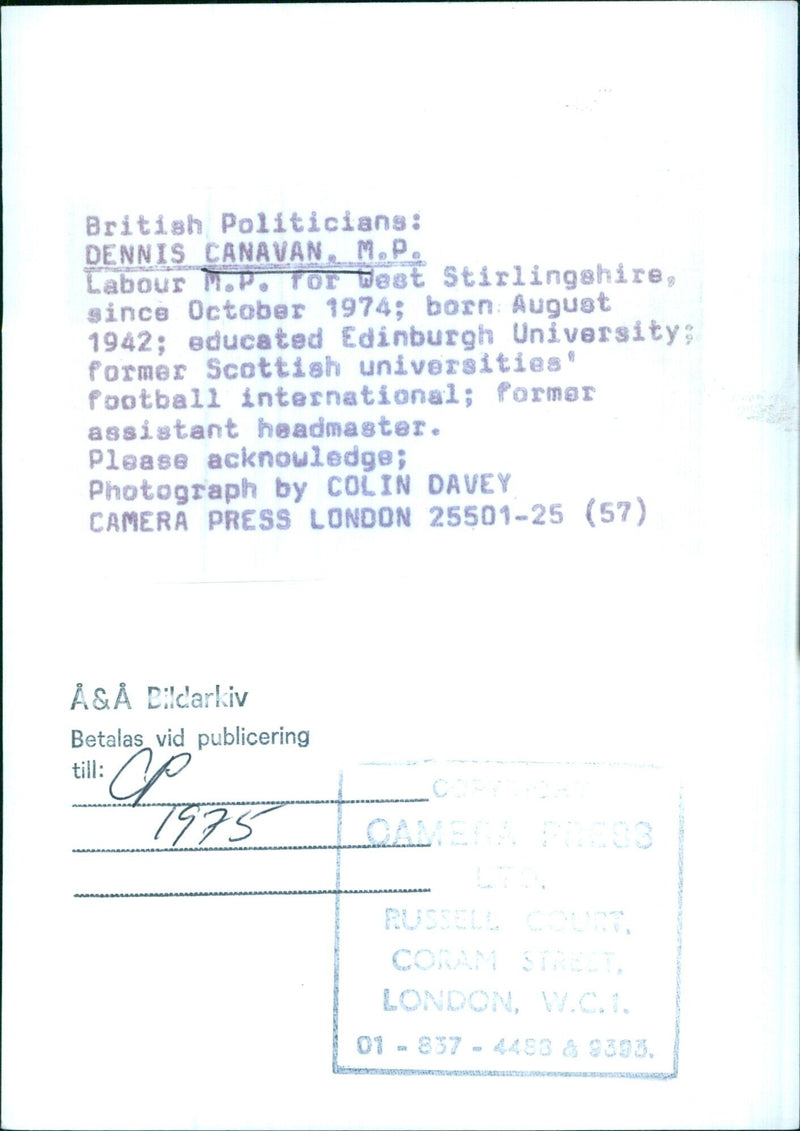 British Politicians:
DENNIS CANAVAN, M.P.
Labour M.P. for West Stirlingshire,
since October 1974; born August
1942; educated Edinburgh University;
former Scottish universities'
football international; former
assistant headmaster.
Please acknowledge;
Photograph by COLIN DAVEY
CAMERA PRESS LONDON 25501-25 (57)
Å&Å Bildarkiv
Betalas vid publicering
till: CP
1975
COPYRIGHT
CAMERA PRESS
LTD.
RUSSELL COURT,
CORAM STREET,
LONDON, W.C.1.
01 - 837 - 4488 & 9393.